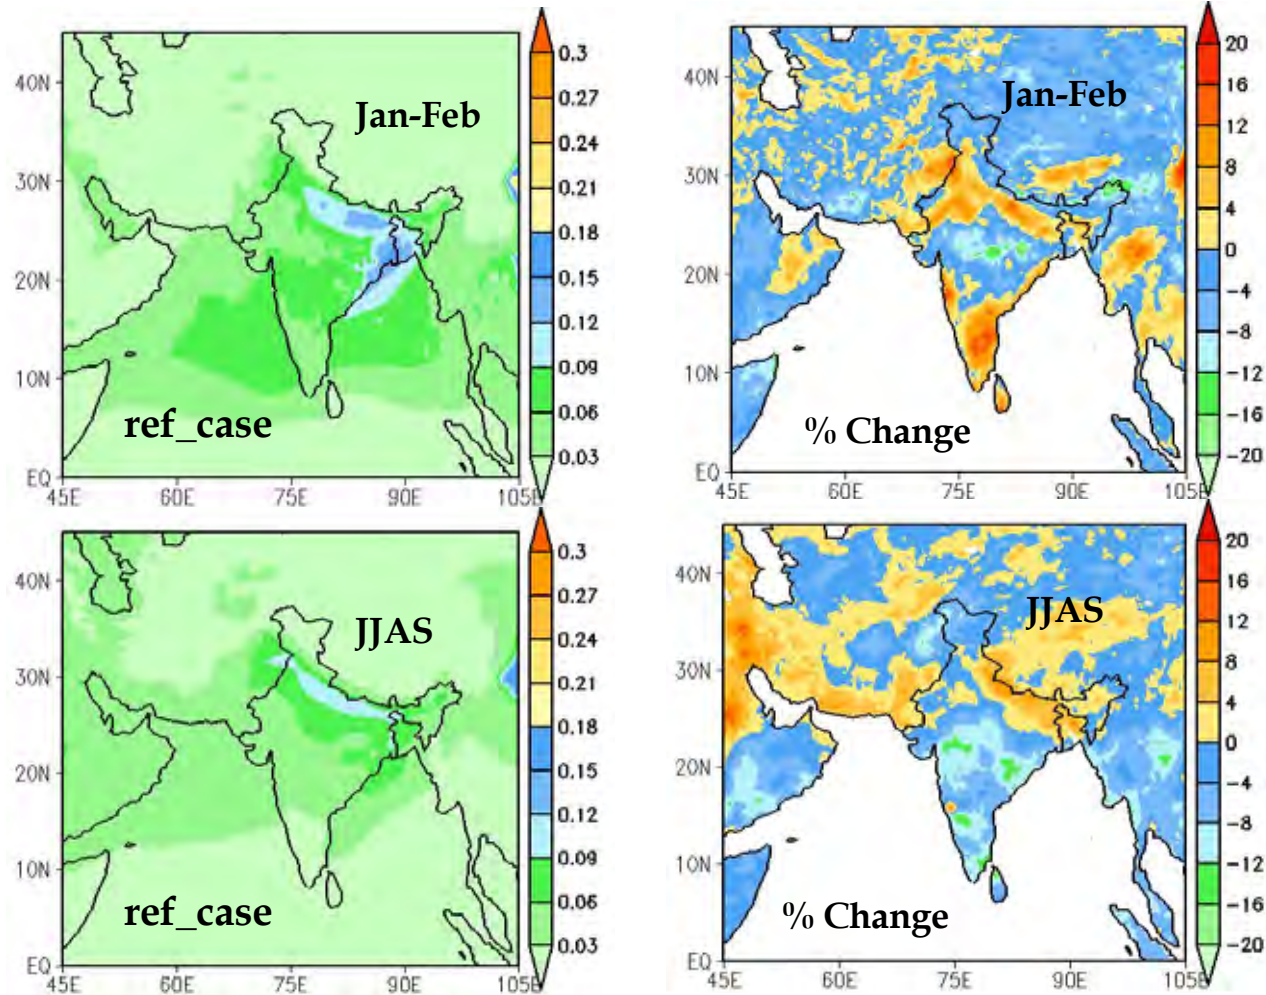 0.3
0.27
0.24
0.21
0.18
0.15
0.12
0.09
0.06
0.03
40N
30N
20N
10N
EQ
45E 60E 75E 90E 105E
Jan-Feb
ref_case
20
16
12
8
4
0
-4
-8
-12
-16
-20
40N
30N
20N
10N
EQ
45E 60E 75E 90E 105E
Jan-Feb
% Change
0.3
0.27
0.24
0.21
0.18
0.15
0.12
0.09
0.06
0.03
40N
30N
20N
10N
EQ
45E 60E 75E 90E 105E
JJAS
ref_case
20
16
12
8
4
0
-4
-8
-12
-16
-20
40N
30N
20N
10N
EQ
45E 60E 75E 90E 105E
JJAS
% Change